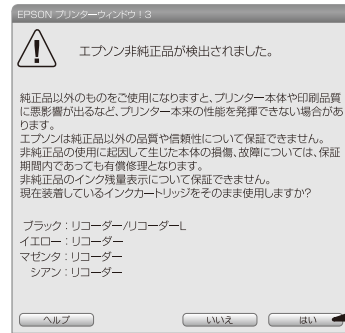 EPSON プリンターウィンドウ!3
エプソン非純正品が検出されました。
純正品以外のものをご使用になりますと、プリンター本体や印刷品質
に悪影響が出るなど、プリンター本来の性能を発揮できない場合があ
ります。
エプソンは純正品以外の品質や信頼性について保証できません。
非純正品の使用に起因して生じた本体の損傷、故障については、保証
期間内であっても有償修理となります。
非純正品のインク残量表示について保証できません。
現在装着しているインクカートリッジをそのまま使用しますか?
ブラック:リコーダー/リコーダーL
イエロー:リコーダー
マゼンタ:リコーダー
シアン:リコーダー
ヘルプ いいえ はい